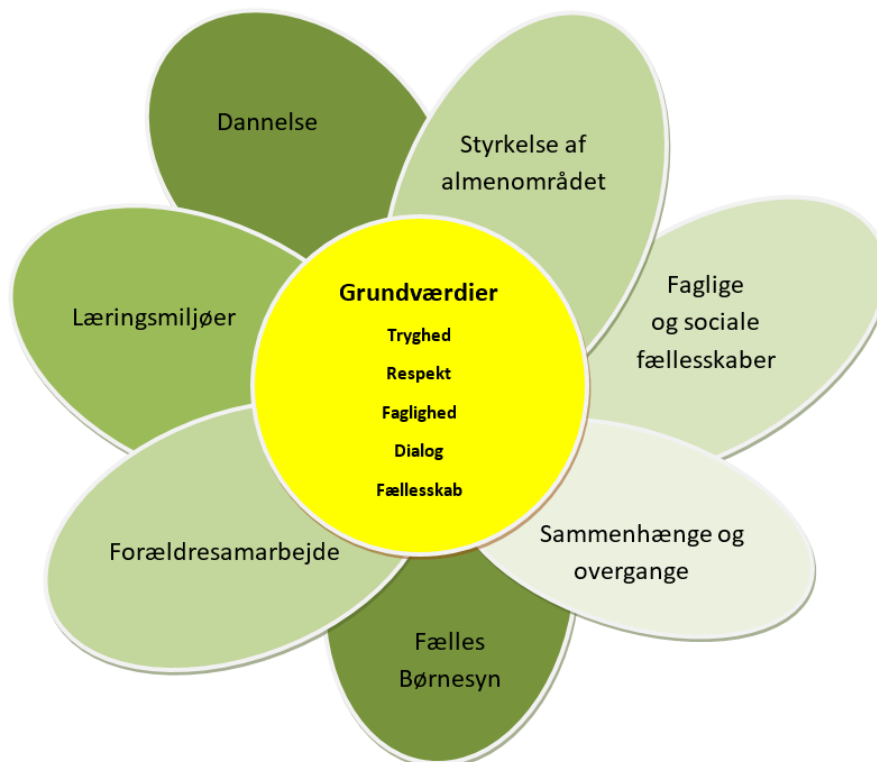 Dannelse
Styrkelse af
almenområdet
Faglige
og sociale
fællesskaber
Læringsmiljøer
Grundværdier
Tryghed
Respekt
Faglighed
Dialog
Fællesskab
Sammenhænge og
overgange
Forældresamarbejde
Fælles
Børnesyn